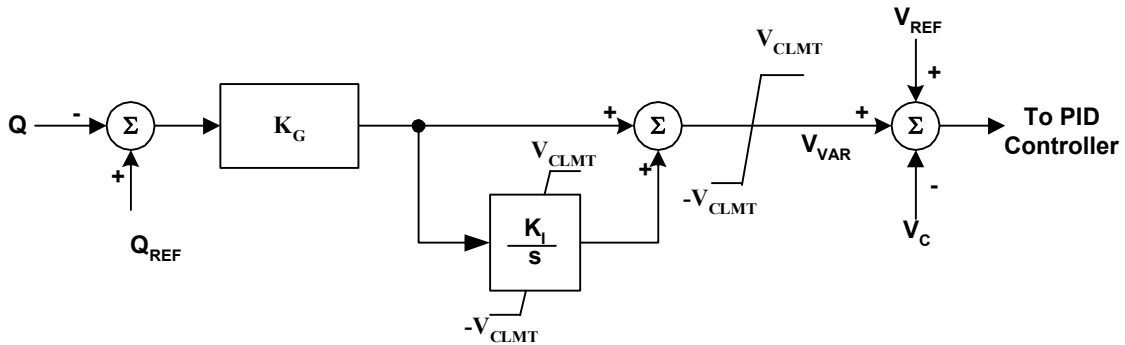 Q
-
Σ
+
Q_REF
K_G
V_CLMT
K_I
s
-V_CLMT
+
+
Σ
V_CLMT
-V_CLMT
V_VAR
V_REF
+
+
Σ
-
V_C
To PID
Controller